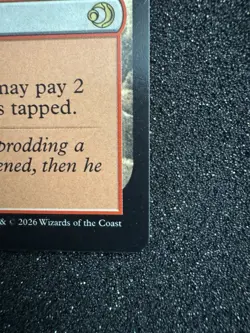 may pay 2
s tapped.
prodding a
ened, then he
& © 2026 Wizards of the Coast